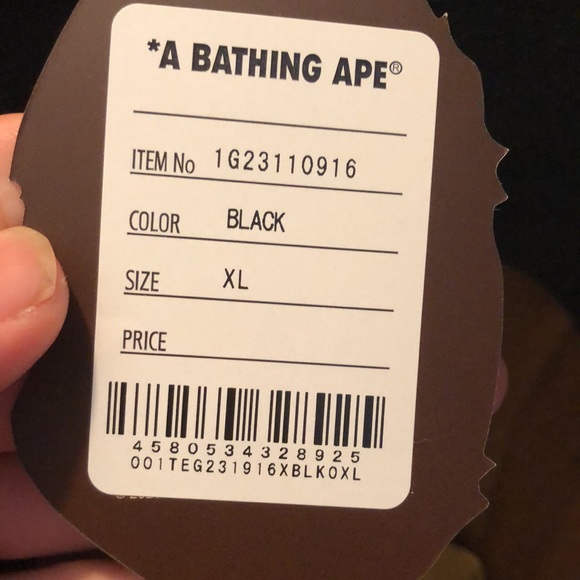 *A BATHING APE®
ITEM No 1G23110916
COLOR BLACK
SIZE XL
PRICE
4580534328925
001TEG231916XBLK0XL